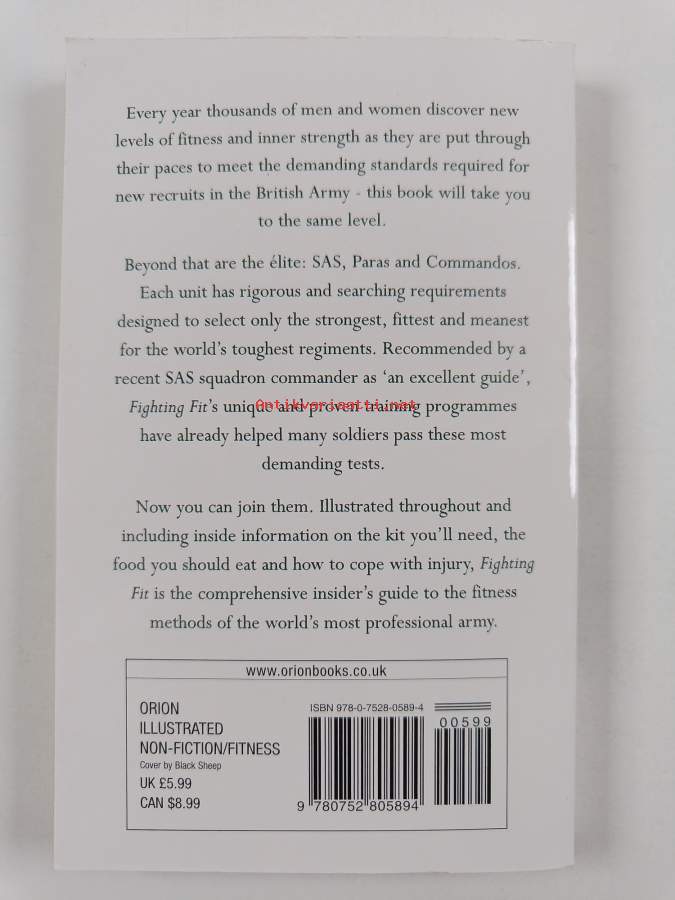 Every year thousands of men and women discover new
levels of fitness and inner strength as they are put through
their paces to meet the demanding standards required for
new recruits in the British Army - this book will take you
to the same level.
Beyond that are the élite: SAS, Paras and Commandos.
Each unit has rigorous and searching requirements
designed to select only the strongest, fittest and meanest
for the world's toughest regiments. Recommended by a
recent SAS squadron commander as ‘an excellent guide’,
Fighting Fit's unique and proven training programmes
Antikvariaatti.net
have already helped many soldiers pass these most
demanding tests.
Now you can join them. Illustrated throughout and
including inside information on the kit you'll need, the
food you should eat and how to cope with injury, Fighting
Fit is the comprehensive insider's guide to the fitness
methods of the world's most professional army.
www.orionbooks.co.uk
ORION
ILLUSTRATED
NON-FICTION/FITNESS
Cover by Black Sheep
UK £5.99
CAN $8.99
ISBN 978-0-7528-0589-4
00599
9 780752 805894